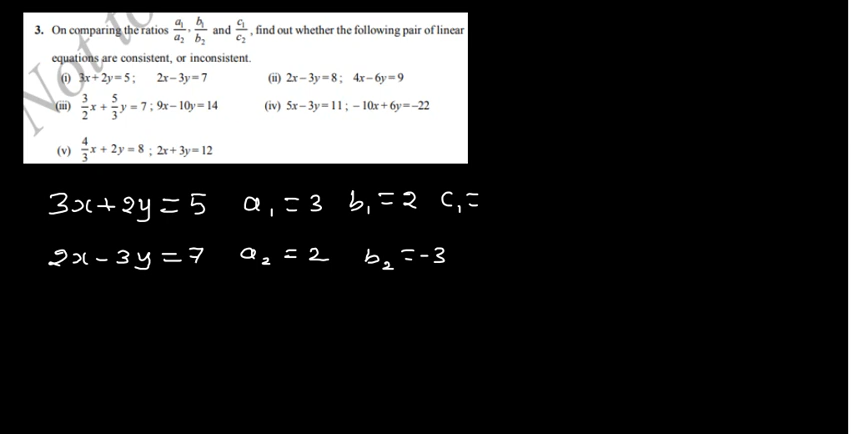 3. On comparing the ratios a₁/a₂, b₁/b₂ and c₁/c₂, find out whether the following pair of linear
equations are consistent, or inconsistent.
(i) 3x + 2y = 5 ; 2x – 3y = 7 (ii) 2x – 3y = 8 ; 4x – 6y = 9
(iii) 3/2 x + 5/3 y = 7 ; 9x – 10y = 14 (iv) 5x – 3y = 11 ; – 10x + 6y = –22
(v) 4/3 x + 2y = 8 ; 2x + 3y = 12
Not to
3x+2y=5 a₁=3 b₁=2 c₁=
2x-3y=7 a₂=2 b₂=-3